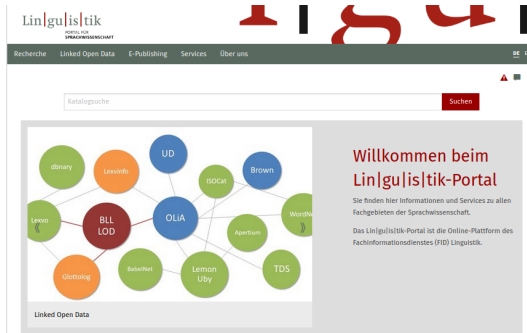 Lin|gu|is|tik
PORTAL FÜR
SPRACHWISSENSCHAFT
Recherche Linked Open Data E-Publishing Services Über uns
DE
Katalogsuche Suchen
dbnary
Lexvinfo
UD
ISOCat
Brown
Lexvo
BLL
LOD
OLiA
WordN
Apertium
Glottolog
BabelNet
Lemon
Uby
TDS
Linked Open Data
Willkommen beim
Lin|gu|is|tik-Portal
Sie finden hier Informationen und Services zu allen
Fachgebieten der Sprachwissenschaft.
Das Lin|gu|is|tik-Portal ist die Online-Plattform des
Fachinformationsdienstes (FID) Linguistik.